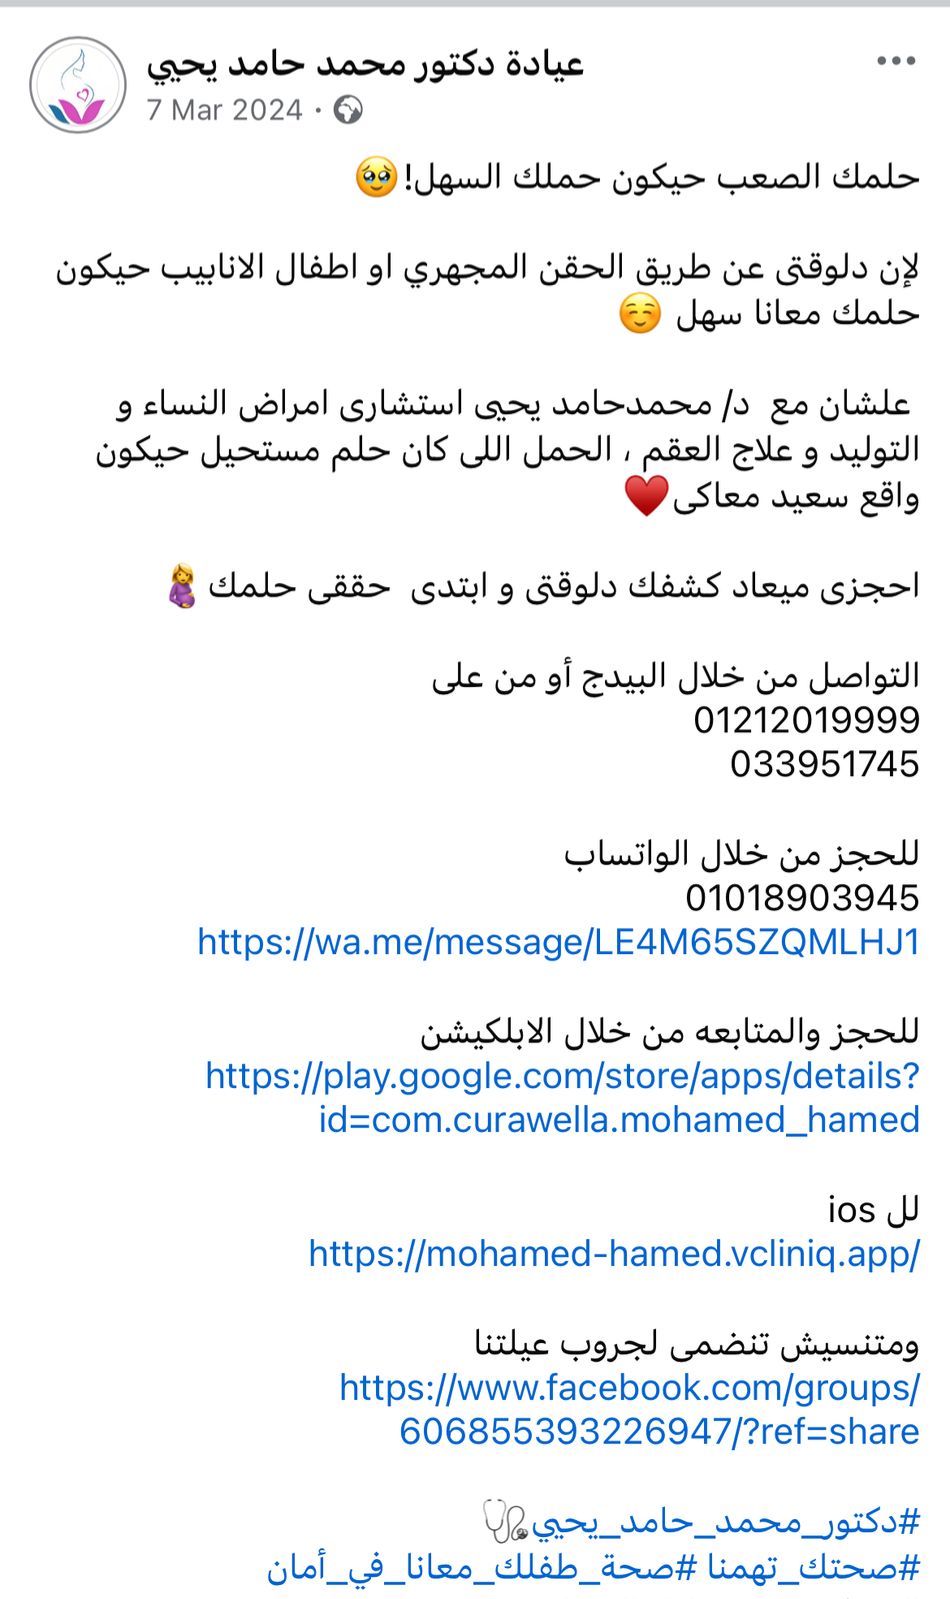 عيادة دكتور محمد حامد يحيي
7 Mar 2024 ·
حلمك الصعب حيكون حملك السهل! 🥹
لإن دلوقتى عن طريق الحقن المجهري او اطفال الانابيب حيكون
حلمك معانا سهل ☺️
علشان مع د/ محمدحامد يحيى استشارى امراض النساء و
التوليد و علاج العقم ، الحمل اللى كان حلم مستحيل حيكون
واقع سعيد معاكى♥️
احجزى ميعاد كشفك دلوقتى و ابتدى حققى حلمك 🤰
التواصل من خلال البيدج أو من على
01212019999
033951745
للحجز من خلال الواتساب
01018903945
https://wa.me/message/LE4M65SZQMLHJ1
للحجز والمتابعه من خلال الابلكيشن
https://play.google.com/store/apps/details?
id=com.curawella.mohamed_hamed
لل ios
https://mohamed-hamed.vcliniq.app/
ومتنسيش تنضمى لجروب عيلتنا
https://www.facebook.com/groups/
606855393226947/?ref=share
#دكتور_محمد_حامد_يحيي🩺
#صحتك_تهمنا #صحة_طفلك_معانا_في_أمان